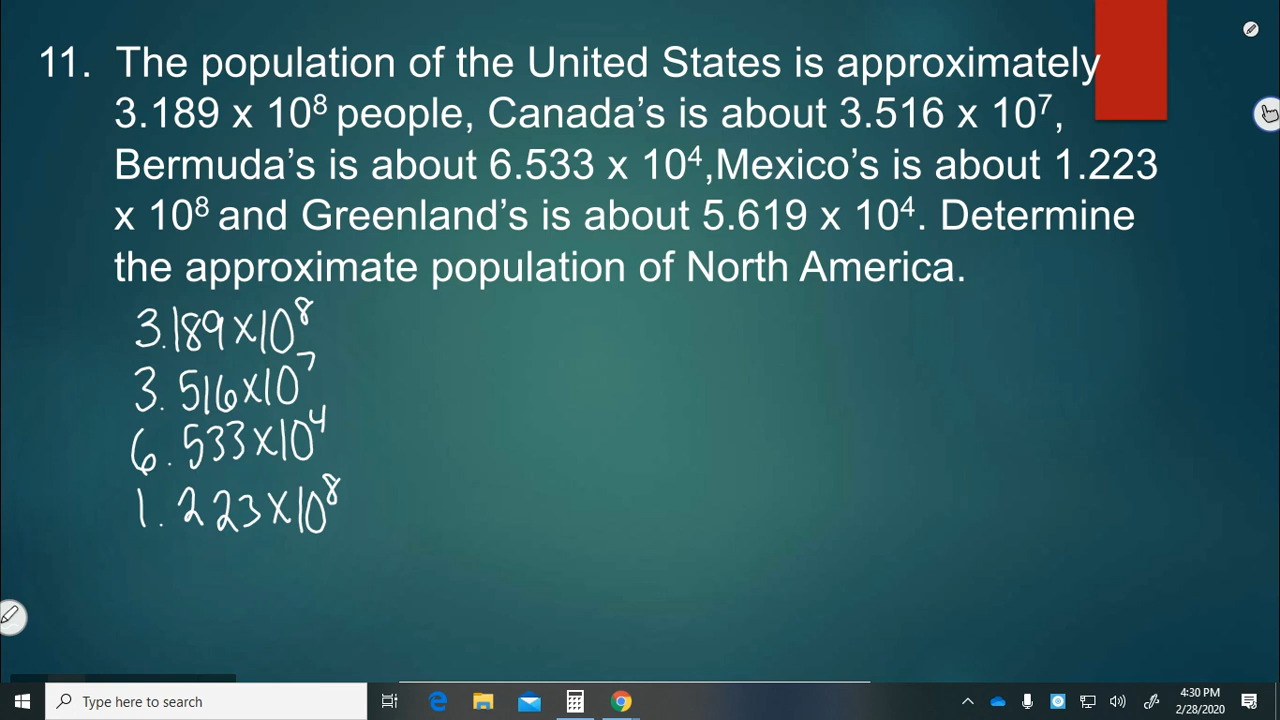 11. The population of the United States is approximately
3.189 x 10⁸ people, Canada’s is about 3.516 x 10⁷,
Bermuda’s is about 6.533 x 10⁴,Mexico’s is about 1.223
x 10⁸ and Greenland’s is about 5.619 x 10⁴. Determine
the approximate population of North America.
3.189×10⁸
3.516×10⁷
6.533×10⁴
1.223×10⁸
Type here to search
4:30 PM
2/28/2020